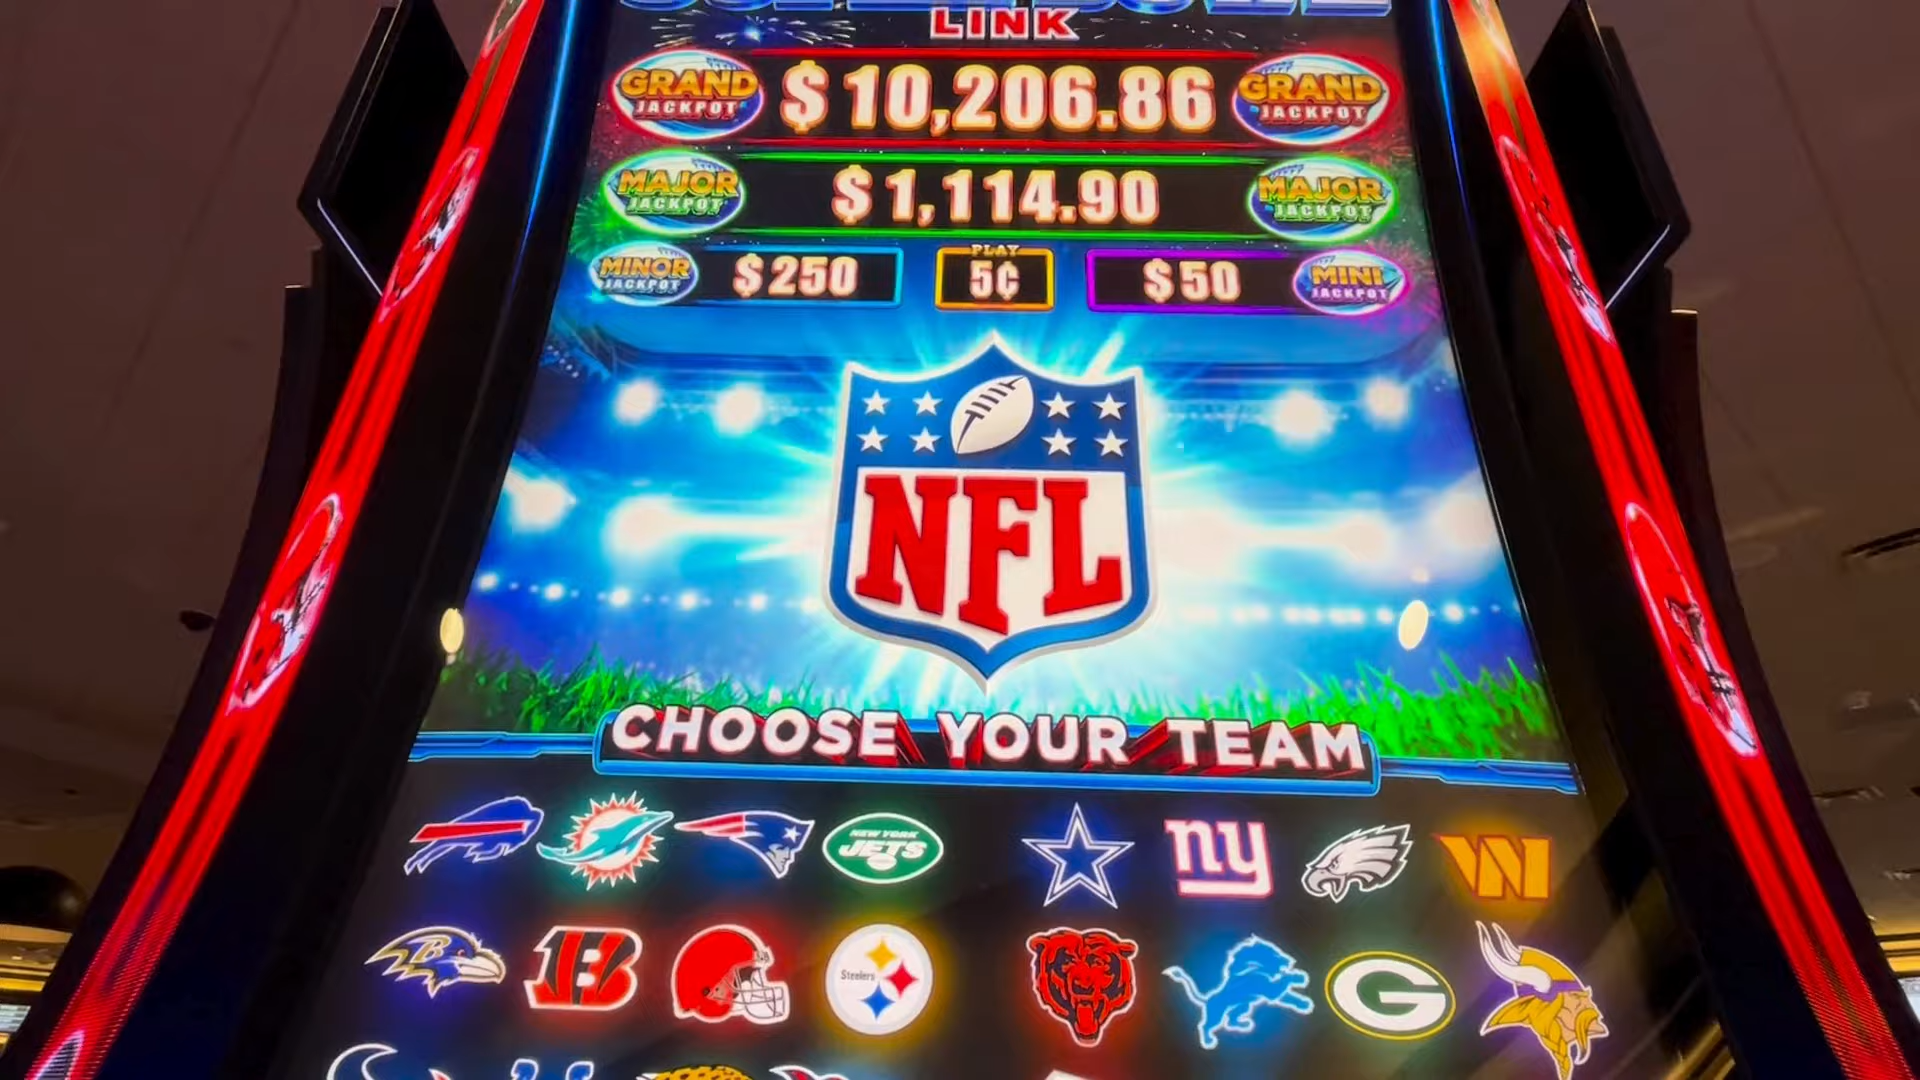 LINK
GRAND JACKPOT $10,206.86 GRAND JACKPOT
MAJOR JACKPOT $1,114.90 MAJOR JACKPOT
MINOR JACKPOT $250 PLAY 5¢ $50 MINI JACKPOT
NFL
CHOOSE YOUR TEAM
NEW YORK JETS
ny
W
B
B
Steelers
G